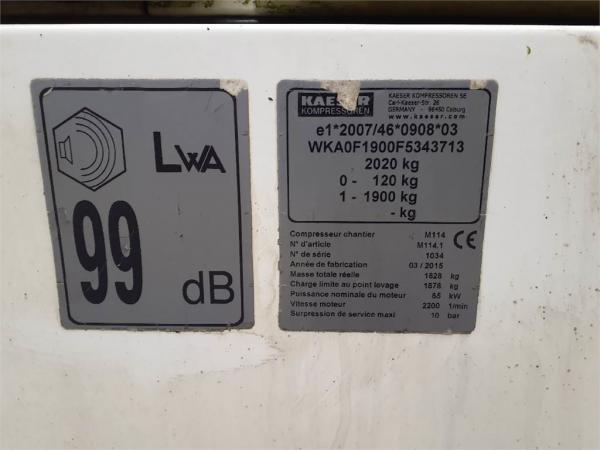 LWA
99
dB
KAESER
KOMPRESSOREN
KAESER KOMPRESSOREN SE
Carl-Kaeser-Str. 26
GERMANY - 96450 Coburg
www.kaeser.com
e1*2007/46*0908*03
WKA0F1900F5343713
2020 kg
0 - 120 kg
1 - 1900 kg
- kg
Compresseur chantier M114 CE
N° d'article M114.1
N° de série 1034
Année de fabrication 03 / 2015
Masse totale réelle 1828 kg
Charge limite au point levage 1878 kg
Puissance nominale du moteur 65 kW
Vitesse moteur 2200 1/min
Surpression de service maxi 10 bar